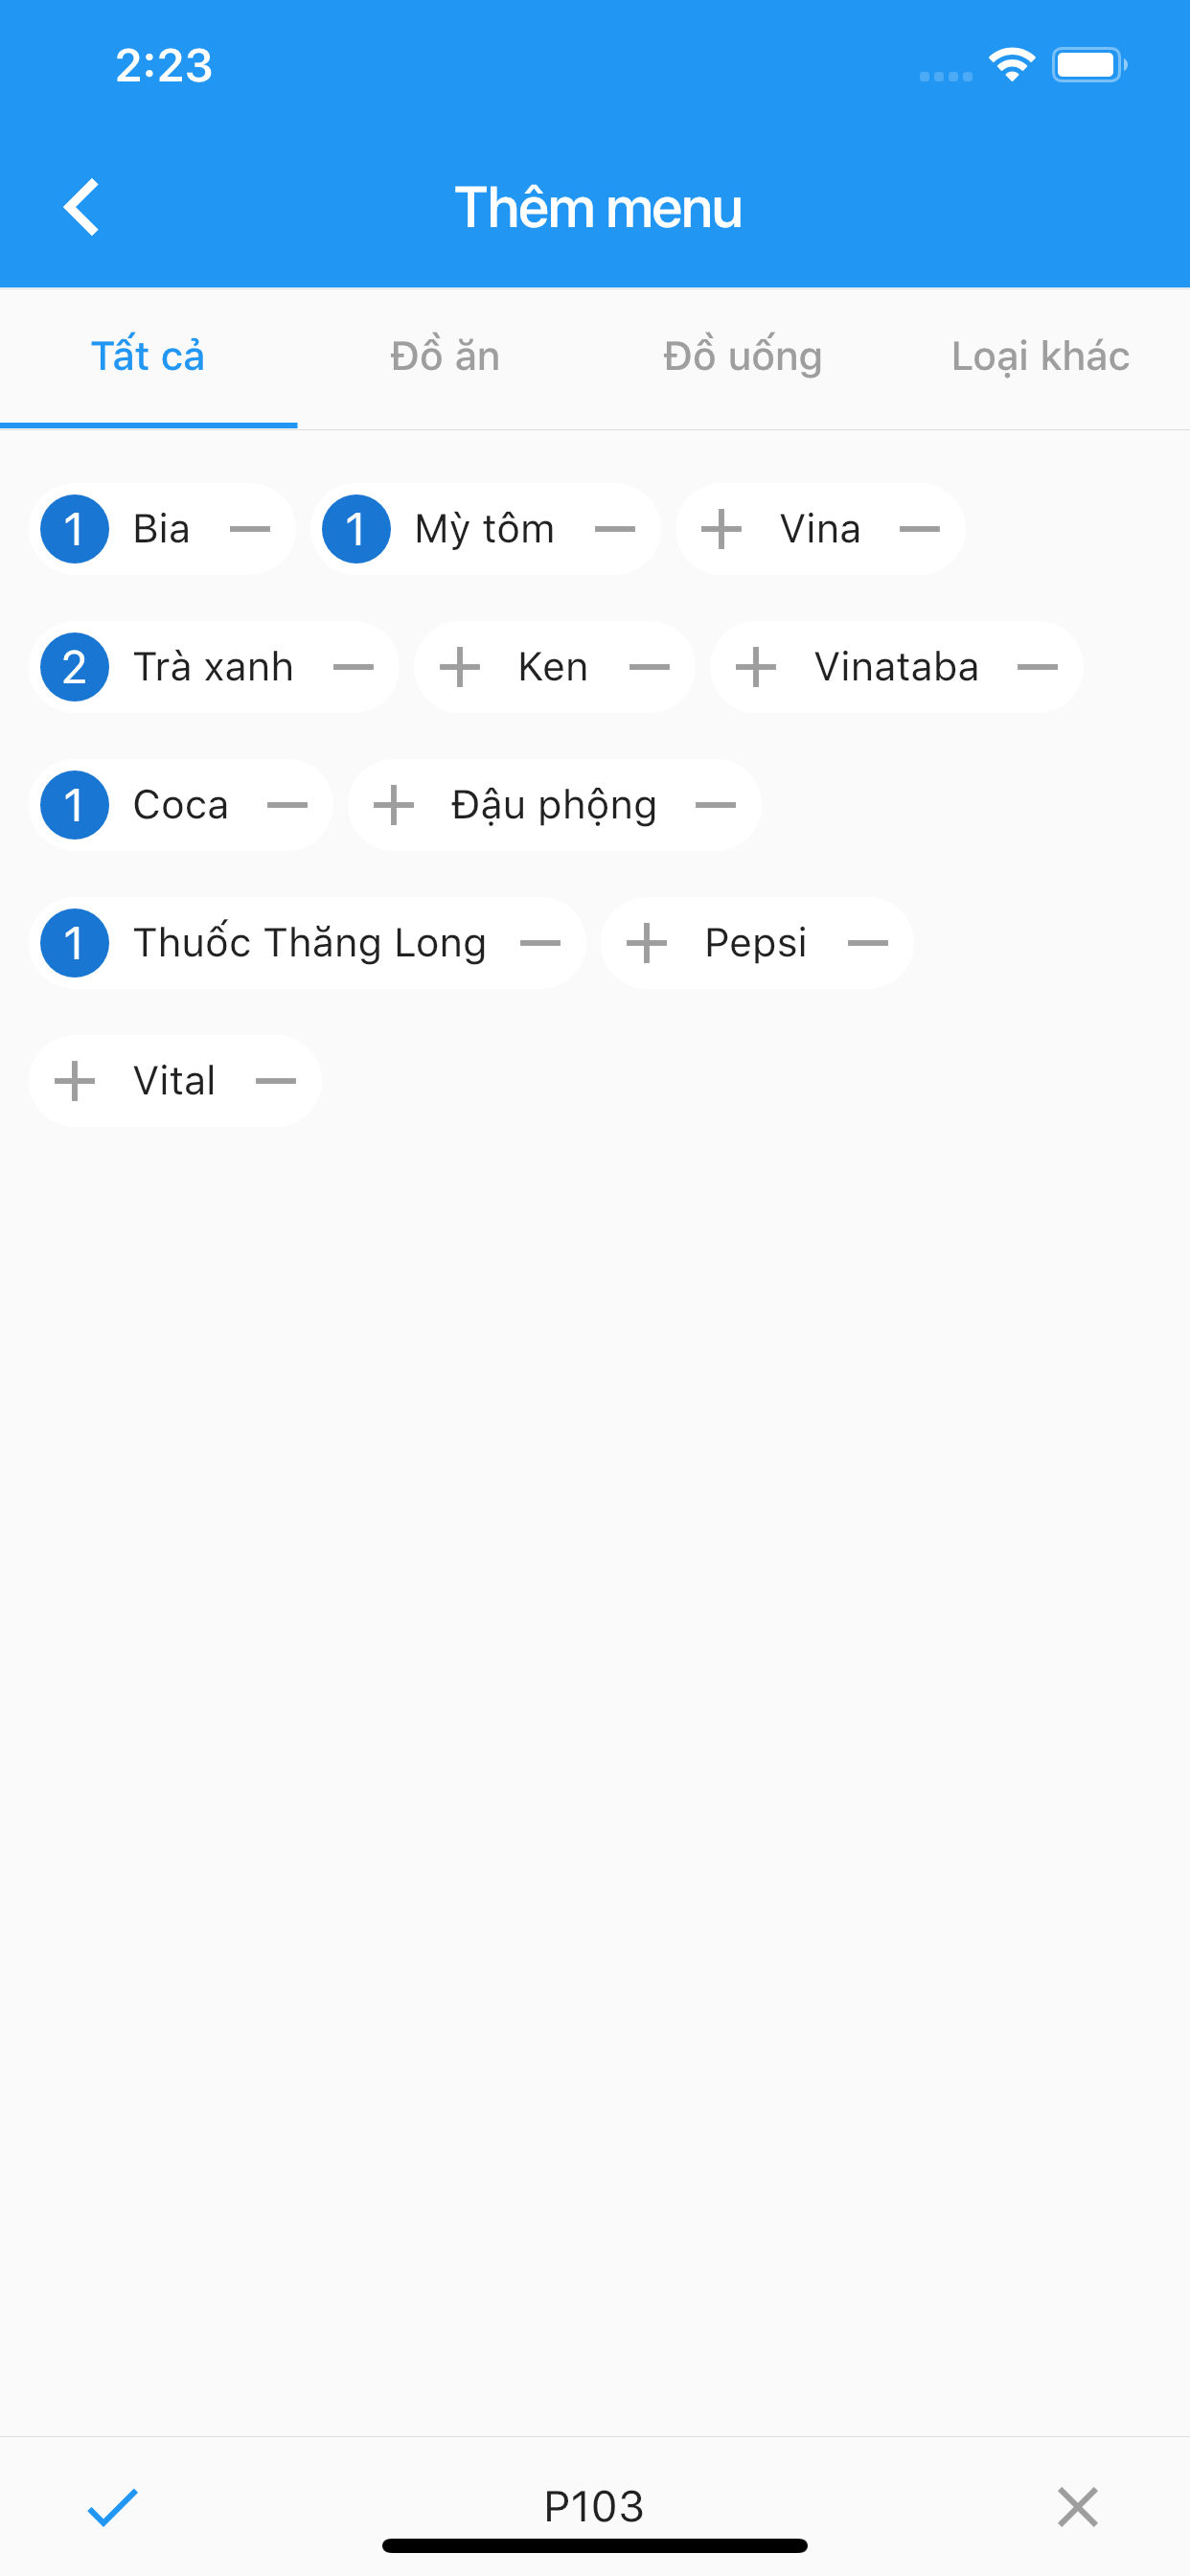 2:23
Thêm menu
Tất cả Đồ ăn Đồ uống Loại khác
1 Bia 1 Mỳ tôm Vina
2 Trà xanh Ken Vinataba
1 Coca Đậu phộng
1 Thuốc Thăng Long Pepsi
Vital
P103